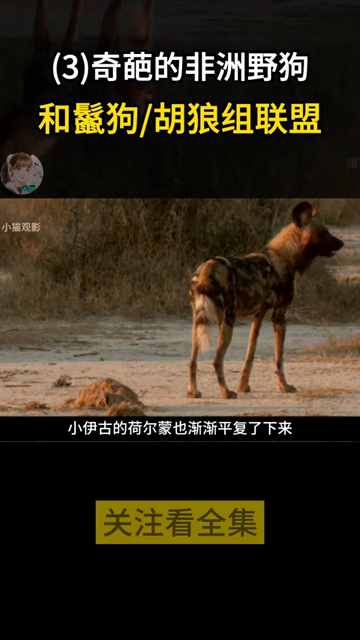 (3)奇葩的非洲野狗
和鬣狗/胡狼组联盟
小猫观影
小伊古的荷尔蒙也渐渐平复了下来
关注看全集